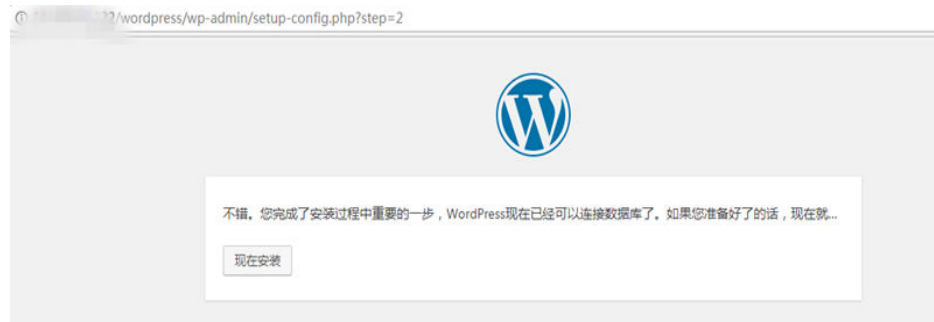 /wordpress/wp-admin/setup-config.php?step=2
不错。您完成了安装过程中重要的一步，WordPress现在已经可以连接数据库了。如果您准备好了的话，现在就...
现在安装